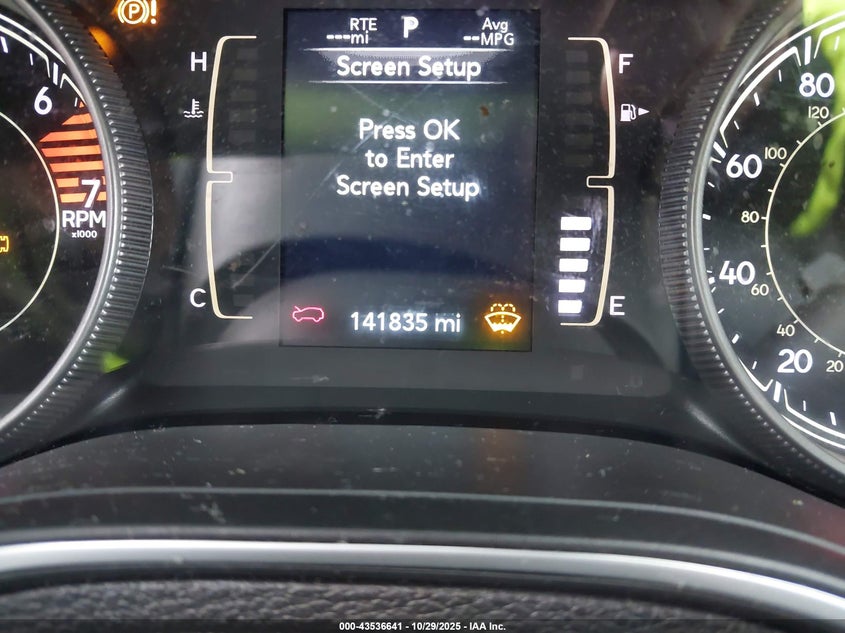 (P)!
RTE
---mi
P
Avg
--MPG
Screen Setup
Press OK
to Enter
Screen Setup
141835 mi
H
C
F
E
6
7
RPM
x1000
80
60
40
20
120
100
80
60
40
20
000-43536641 - 10/29/2025 - IAA Inc.